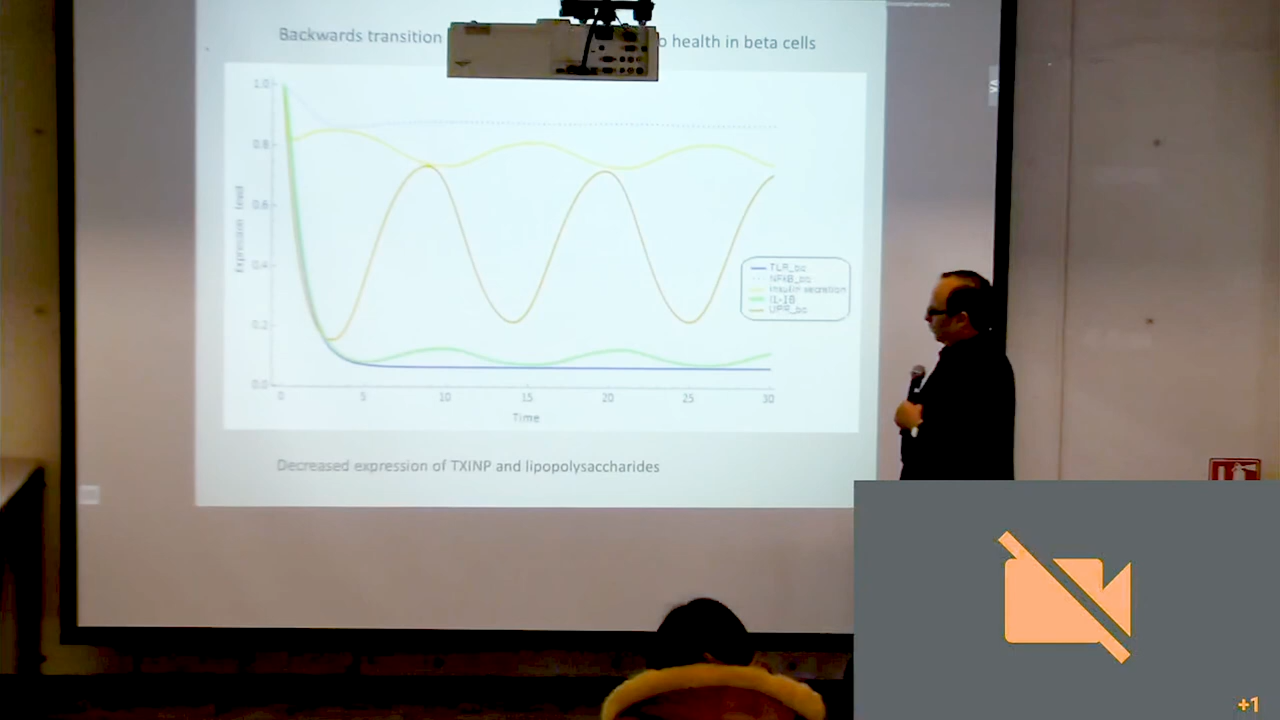 Backwards transition
o health in beta cells
1.0
0.8
0.6
0.4
0.2
0.0
Expression level
0 5 10 15 20 25 30
Time
TLR_bc
NFkB_bc
insulin secretion
UPR_bc
Decreased expression of TXINP and lipopolysaccharides
+1